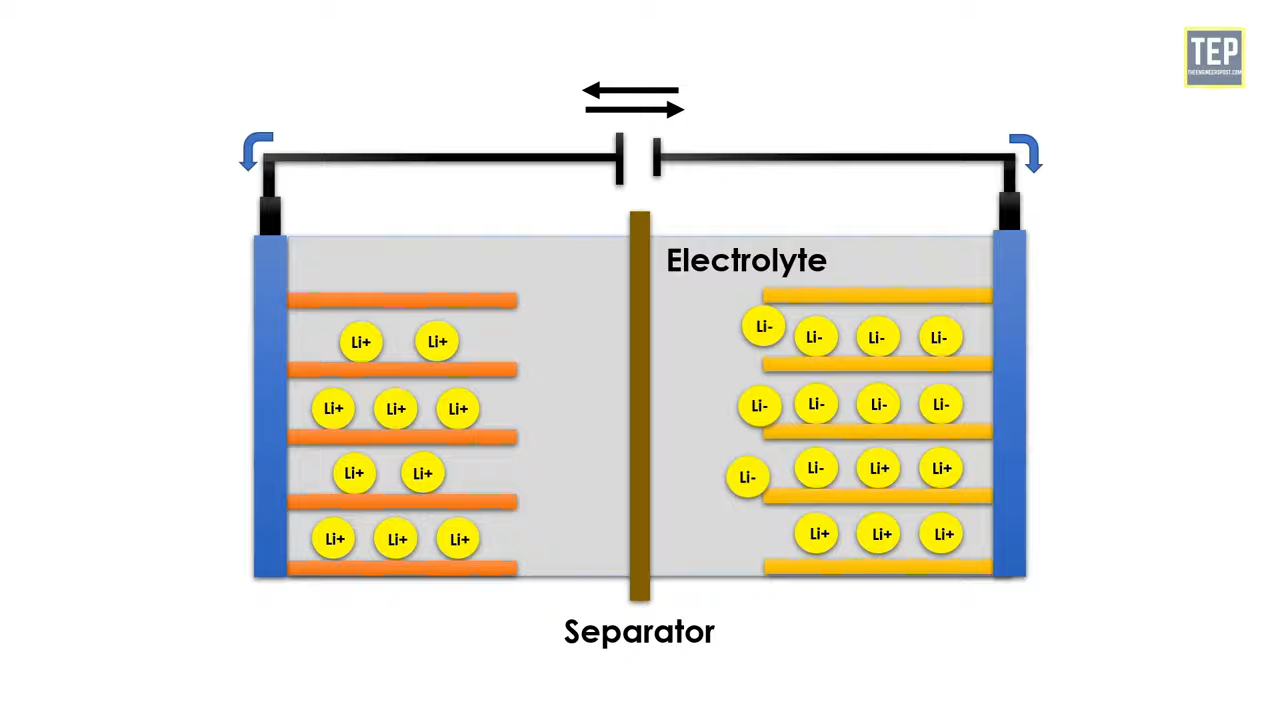 TEP
THEENGINEERSPOST.COM
Electrolyte
Li- Li- Li- Li-
Li+ Li+
Li- Li- Li- Li-
Li+ Li+ Li+
Li- Li- Li+ Li+
Li+ Li+
Li+ Li+ Li+
Li+ Li+ Li+
Separator